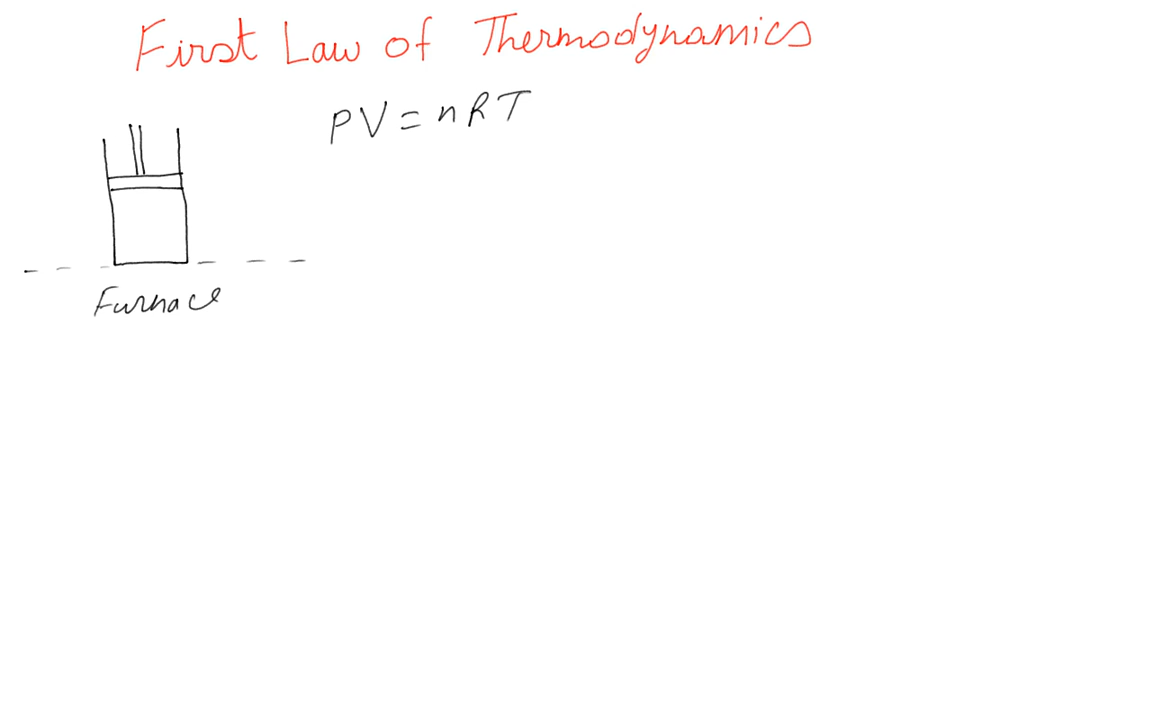 First Law of Thermodynamics
PV = nRT
Furnace